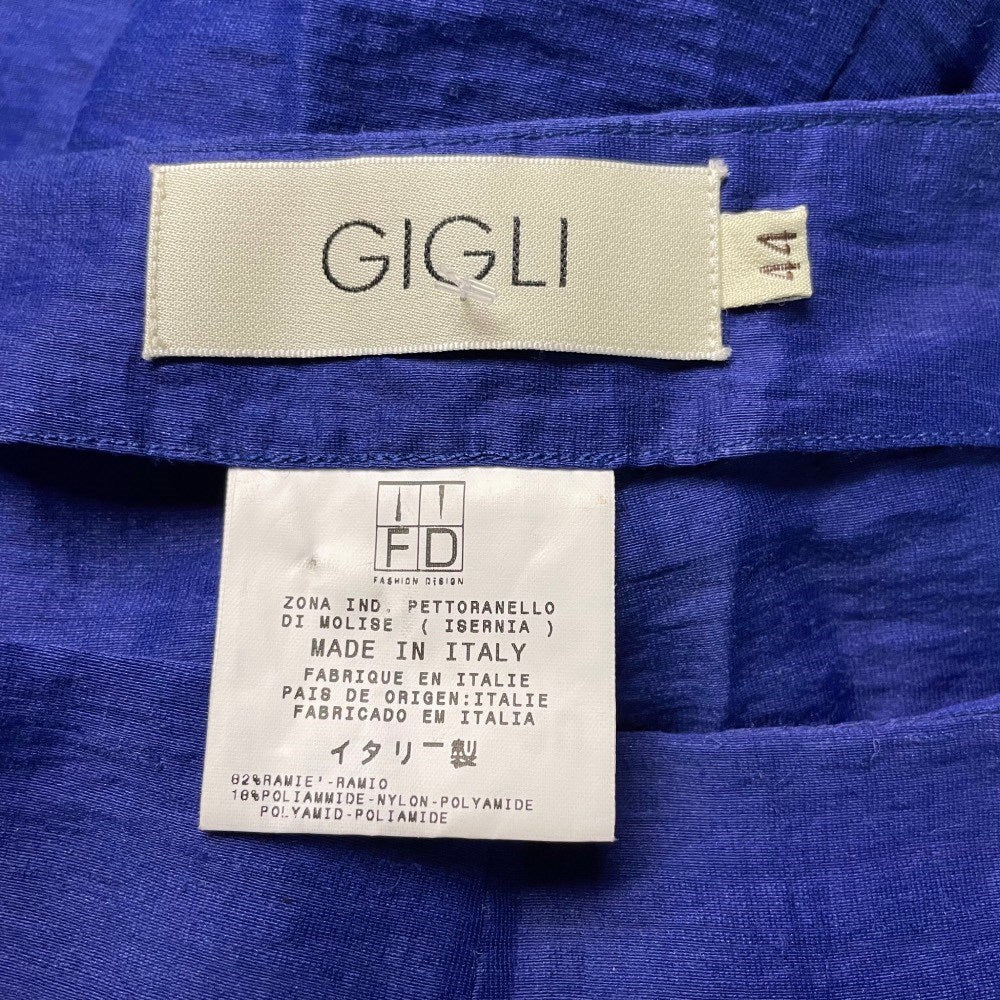 GIGLI
44
FD
FASHION DESIGN
ZONA IND. PETTORANELLO
DI MOLISE ( ISERNIA )
MADE IN ITALY
FABRIQUE EN ITALIE
PAIS DE ORIGEN:ITALIE
FABRICADO EM ITALIA
イタリー製
82%RAMIE'-RAMIO
18%POLIAMMIDE-NYLON-POLYAMIDE
POLYAMID-POLIAMIDE